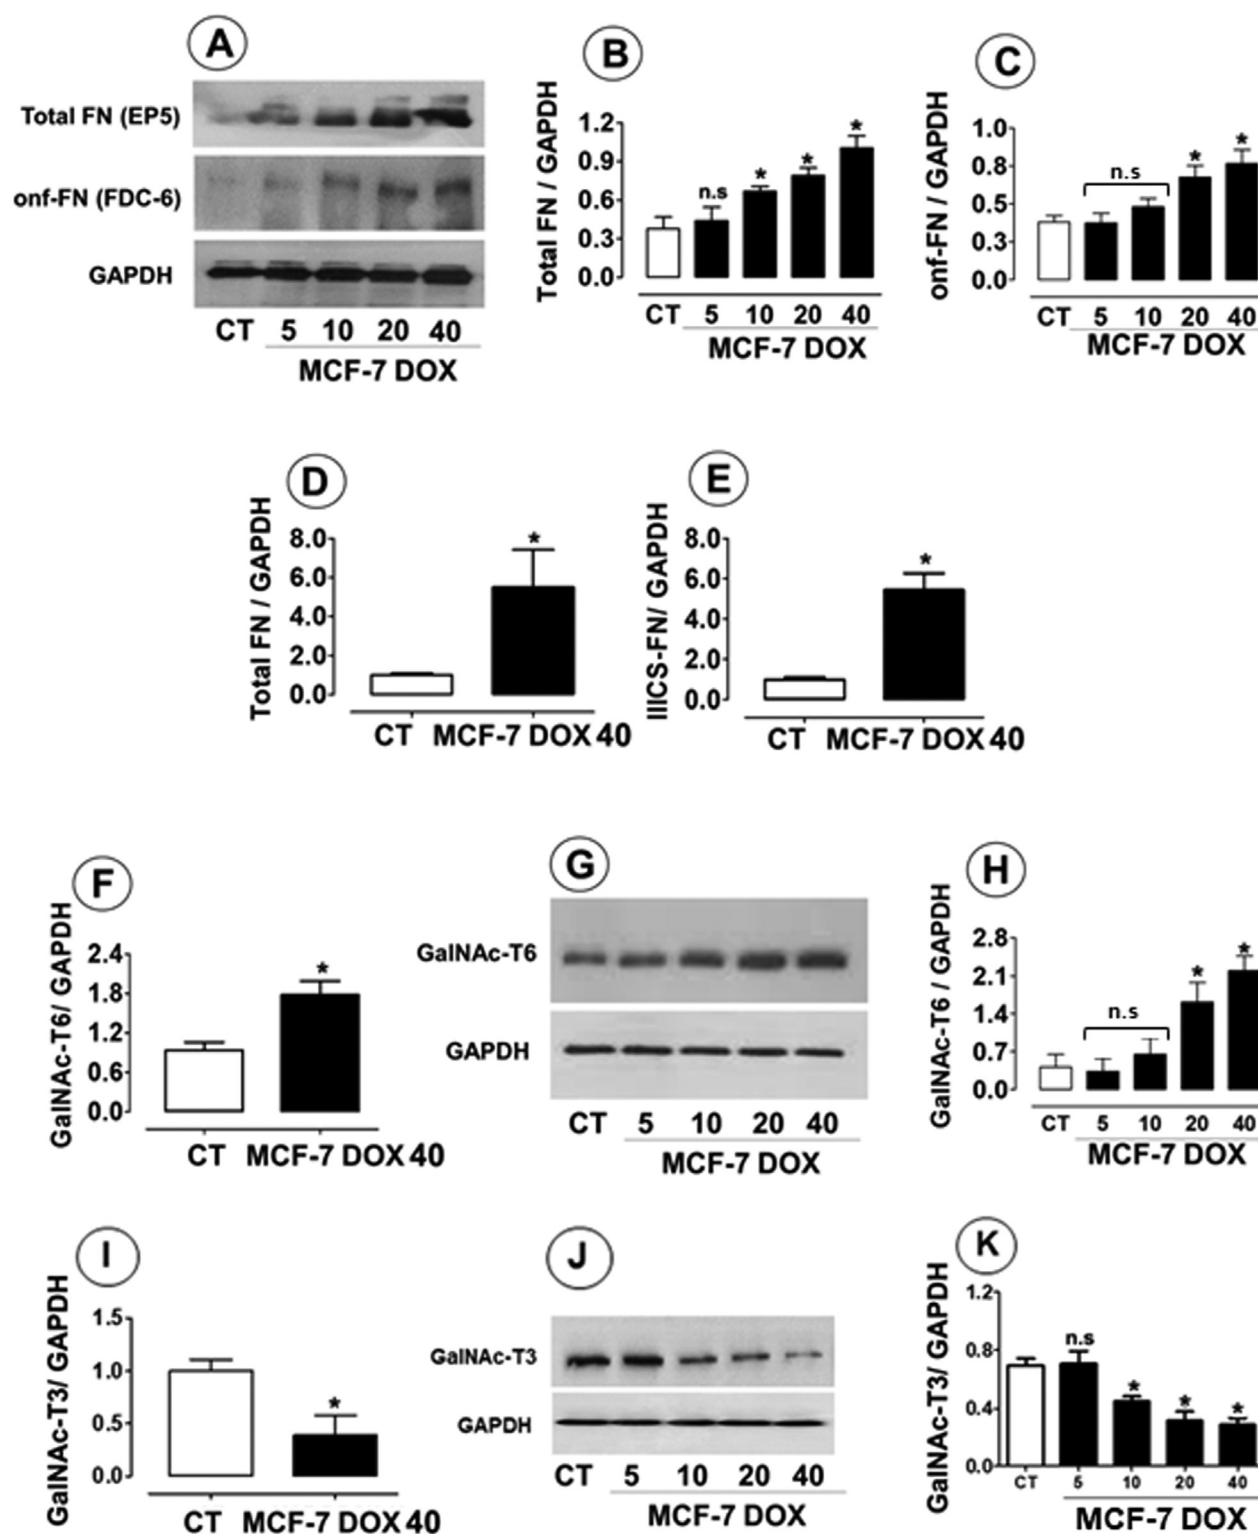 A
Total FN (EP5)
onf-FN (FDC-6)
GAPDH
CT 5 10 20 40
MCF-7 DOX
B
Total FN / GAPDH
1.2
0.9
0.6
0.3
0.0
n.s * * *
CT 5 10 20 40
MCF-7 DOX
C
onf-FN / GAPDH
1.0
0.8
0.5
0.3
0.0
n.s * *
CT 5 10 20 40
MCF-7 DOX
D
Total FN / GAPDH
8.0
6.0
4.0
2.0
0.0
*
CT MCF-7 DOX 40
E
IIICS-FN/ GAPDH
8.0
6.0
4.0
2.0
0.0
*
CT MCF-7 DOX 40
F
GalNAc-T6/ GAPDH
2.4
1.8
1.2
0.6
0.0
*
CT MCF-7 DOX 40
G
GalNAc-T6
GAPDH
CT 5 10 20 40
MCF-7 DOX
H
GalNAc-T6 / GAPDH
2.8
2.1
1.4
0.7
0.0
n.s * *
CT 5 10 20 40
MCF-7 DOX
I
GalNAc-T3/ GAPDH
1.5
1.0
0.5
0.0
*
CT MCF-7 DOX 40
J
GalNAc-T3
GAPDH
CT 5 10 20 40
MCF-7 DOX
K
GalNAc-T3/ GAPDH
1.2
0.8
0.4
0.0
n.s * * *
CT 5 10 20 40
MCF-7 DOX